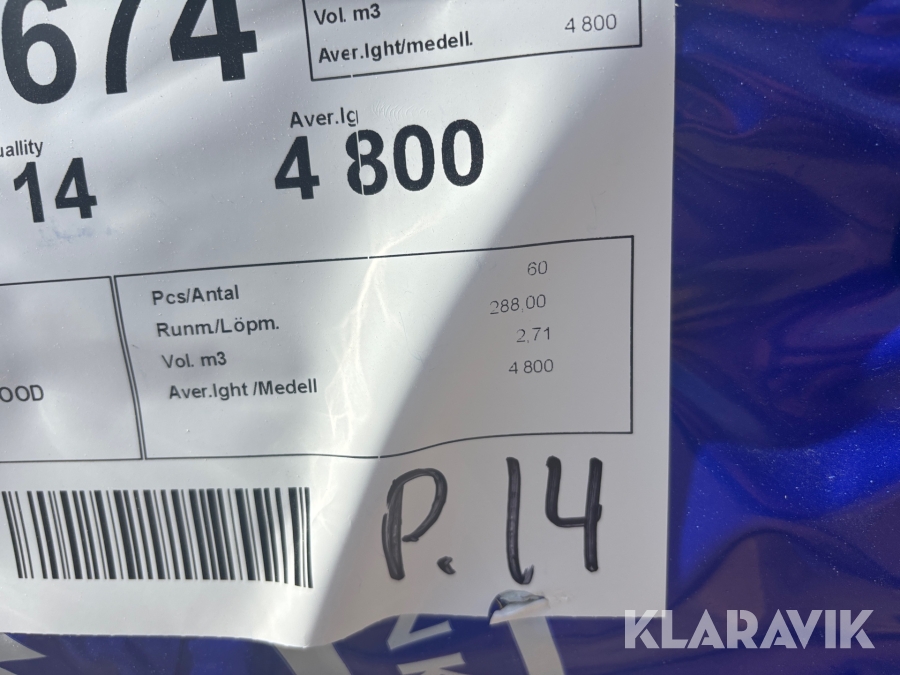 674
Vol. m3
Aver.lght/medell. 4 800
uallity
14
Aver.lg
4 800
Pcs/Antal 60
Runm./Löpm. 288,00
Vol. m3 2,71
Aver.lght /Medell 4 800
OOD
P. 14
KLARAVIK